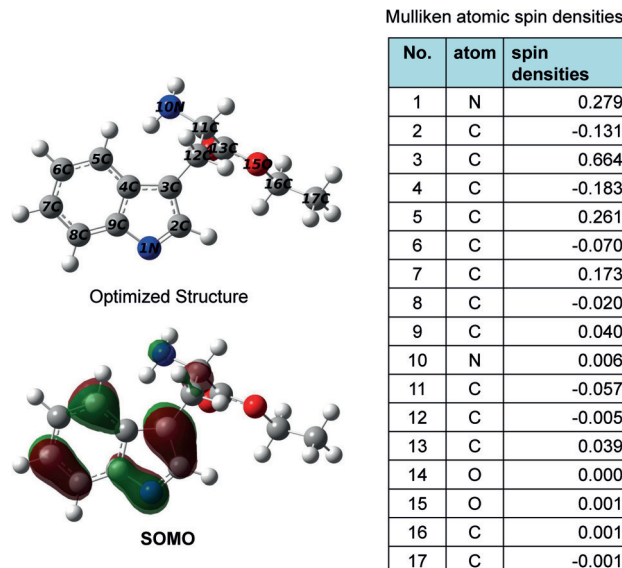 Mulliken atomic spin densities
No. atom spin densities
1 N 0.279
2 C -0.131
3 C 0.664
4 C -0.183
5 C 0.261
6 C -0.070
7 C 0.173
8 C -0.020
9 C 0.040
10 N 0.006
11 C -0.057
12 C -0.005
13 C 0.039
14 O 0.000
15 O 0.001
16 C 0.001
17 C -0.001
10N
11C
13C
12C
15O
16C
17C
5C
6C
4C
3C
7C
9C
2C
8C
1N
Optimized Structure
SOMO